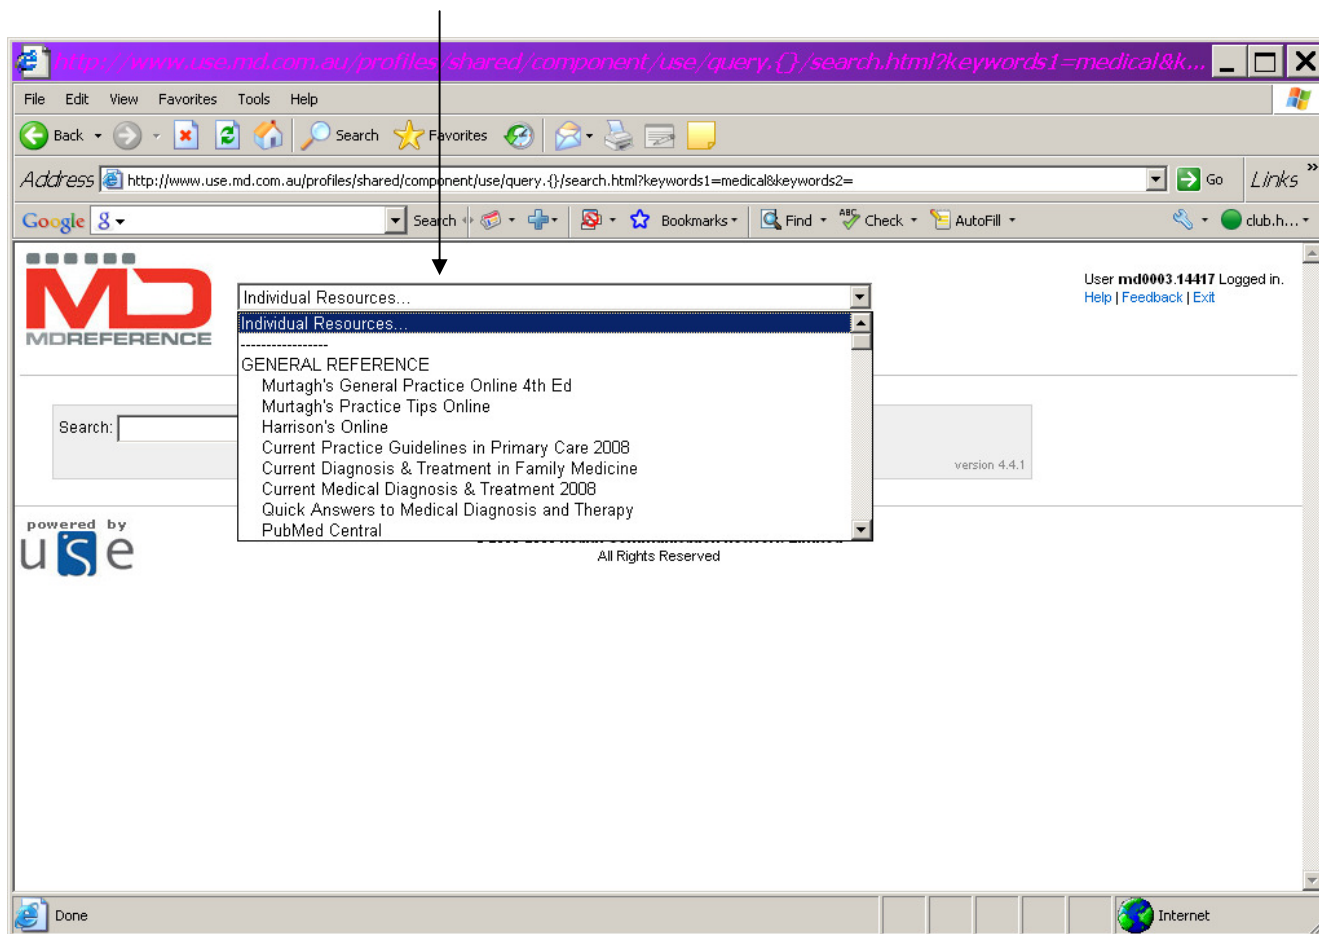 http://www.use.md.com.au/profiles/shared/component/use/query.{}/search.html?keywords1=medical&k...
File Edit View Favorites Tools Help
Back Search Favorites
Address http://www.use.md.com.au/profiles/shared/component/use/query.{}/search.html?keywords1=medical&keywords2= Go Links »
Google g Search Bookmarks Find ABC Check AutoFill club.h...
MD
MDREFERENCE
Individual Resources...
User md0003.14417 Logged in.
Help | Feedback | Exit
Individual Resources...
-----------------
GENERAL REFERENCE
Murtagh's General Practice Online 4th Ed
Murtagh's Practice Tips Online
Harrison's Online
Current Practice Guidelines in Primary Care 2008
Current Diagnosis & Treatment in Family Medicine
Current Medical Diagnosis & Treatment 2008
Quick Answers to Medical Diagnosis and Therapy
PubMed Central
Search:
version 4.4.1
powered by
use
All Rights Reserved
Done Internet